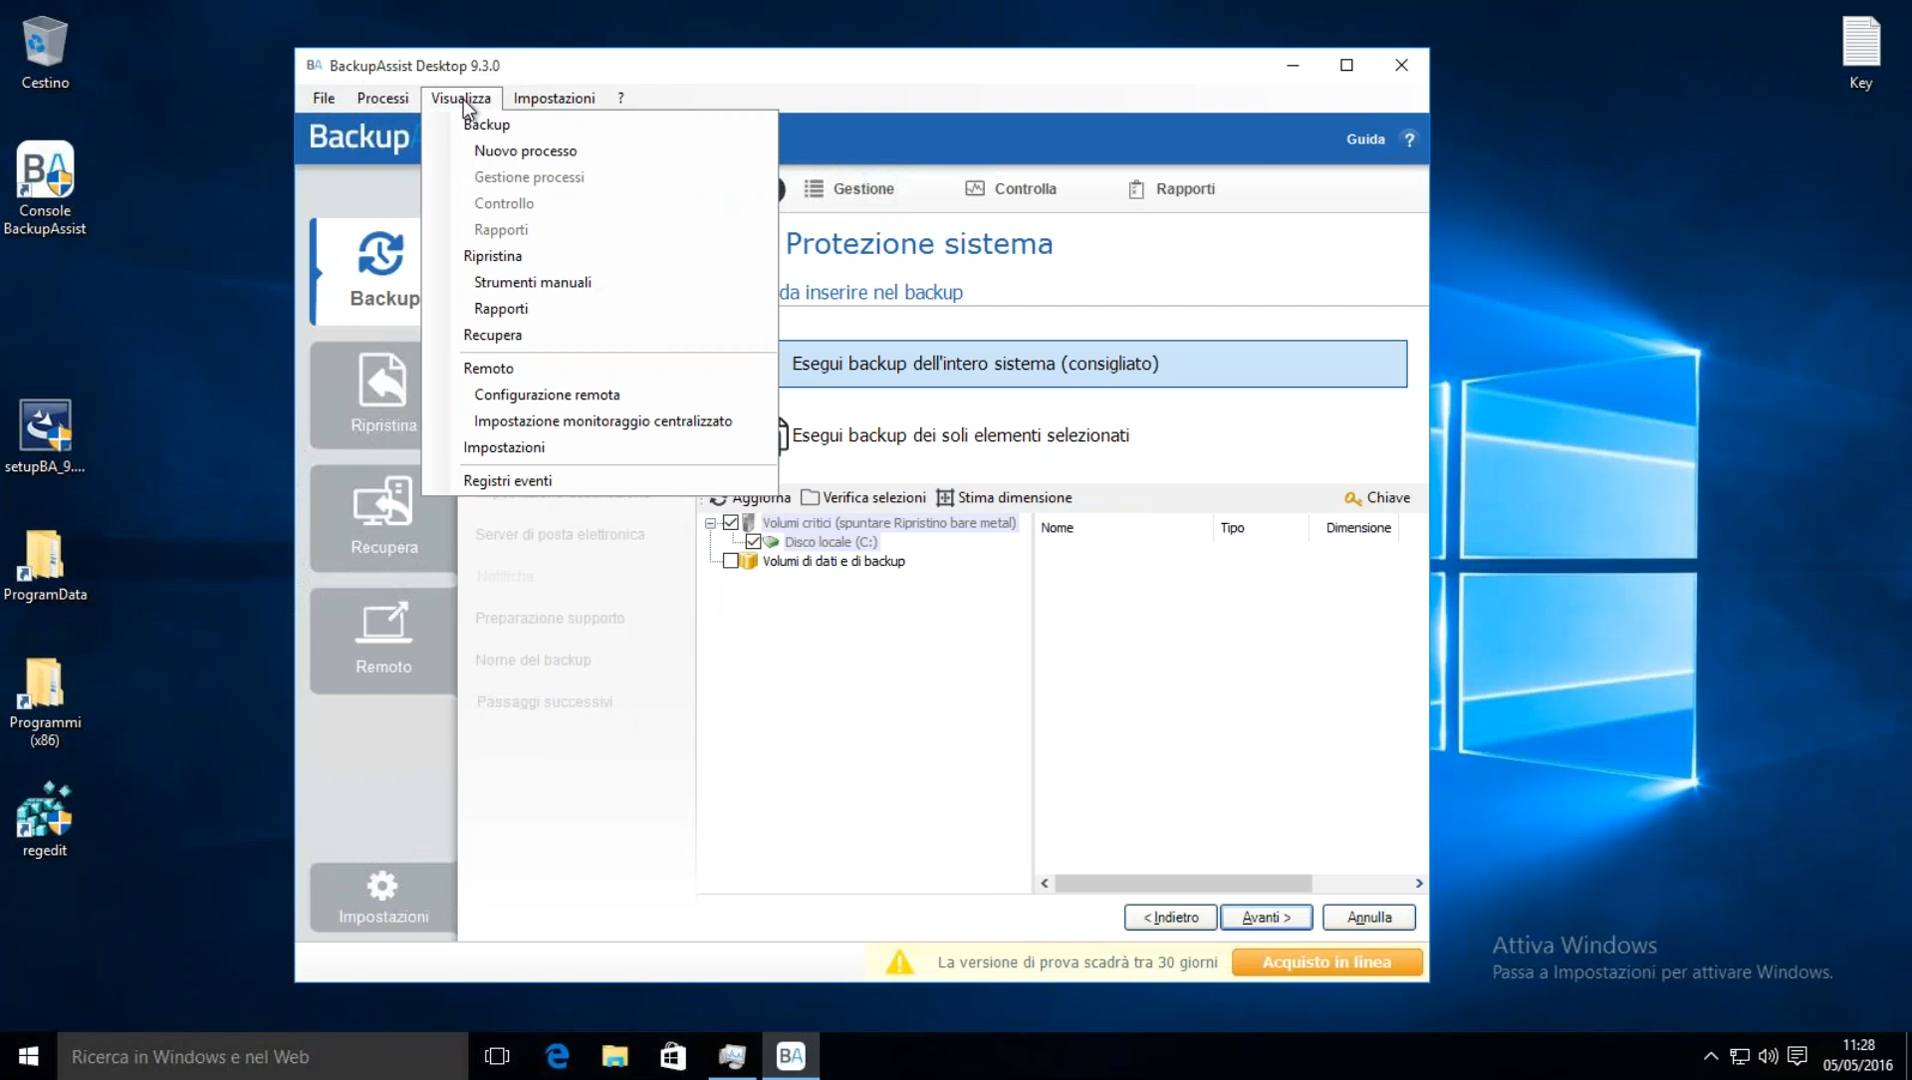 Cestino
Console
BackupAssist
setupBA_9....
ProgramData
Programmi
(x86)
regedit
Key
BA BackupAssist Desktop 9.3.0
File Processi Visualizza Impostazioni ?
Backup
Guida ?
Backup
Nuovo processo
Gestione processi
Controllo
Rapporti
Ripristina
Strumenti manuali
Rapporti
Recupera
Remoto
Configurazione remota
Impostazione monitoraggio centralizzato
Impostazioni
Registri eventi
Gestione Controlla Rapporti
Protezione sistema
da inserire nel backup
Esegui backup dell'intero sistema (consigliato)
Esegui backup dei soli elementi selezionati
Aggiorna Verifica selezioni Stima dimensione Chiave
Volumi critici (spuntare Ripristino bare metal)
Disco locale (C:)
Volumi di dati e di backup
Nome Tipo Dimensione
Backup
Ripristina
Recupera
Remoto
Impostazioni
Server di posta elettronica
Notifiche
Preparazione supporto
Nome del backup
Passaggi successivi
< Indietro Avanti > Annulla
La versione di prova scadrà tra 30 giorni Acquisto in linea
Attiva Windows
Passa a Impostazioni per attivare Windows.
Ricerca in Windows e nel Web
BA
11:28
05/05/2016